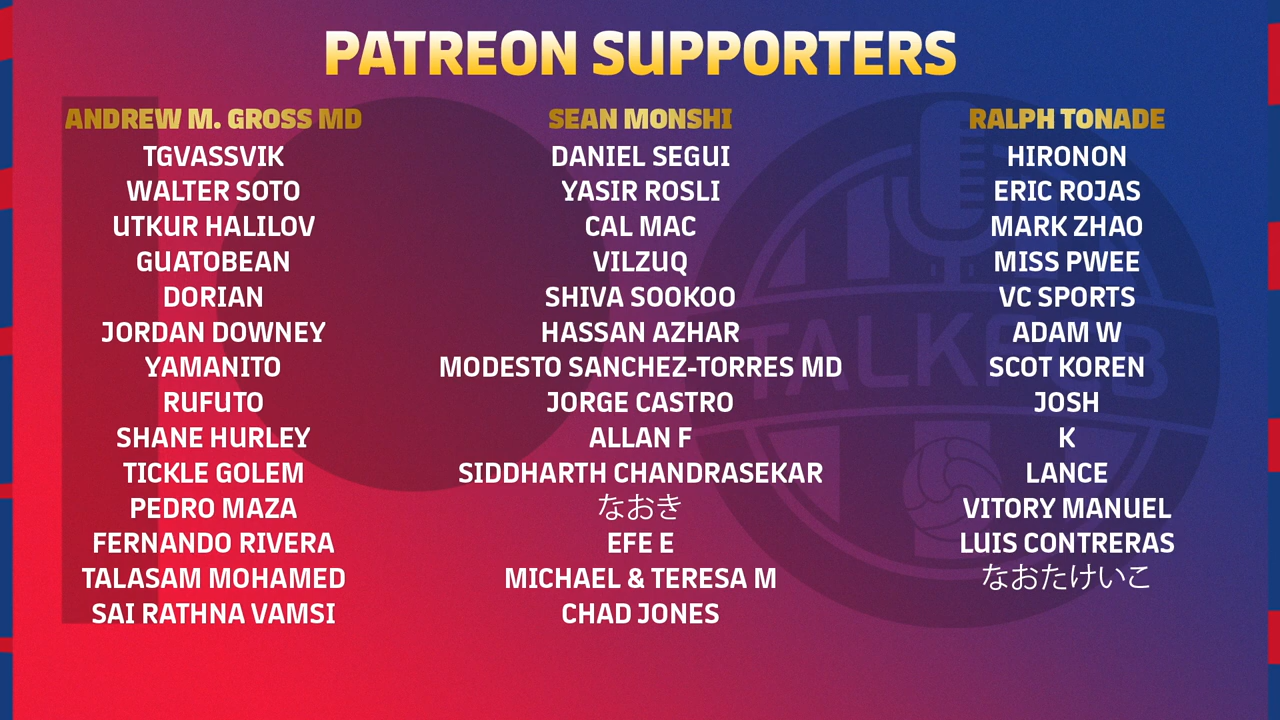 PATREON SUPPORTERS
ANDREW M. GROSS MD
TGVASSVIK
WALTER SOTO
UTKUR HALILOV
GUATOBEAN
DORIAN
JORDAN DOWNEY
YAMANITO
RUFUTO
SHANE HURLEY
TICKLE GOLEM
PEDRO MAZA
FERNANDO RIVERA
TALASAM MOHAMED
SAI RATHNA VAMSI
SEAN MONSHI
DANIEL SEGUI
YASIR ROSLI
CAL MAC
VILZUQ
SHIVA SOOKOO
HASSAN AZHAR
MODESTO SANCHEZ-TORRES MD
JORGE CASTRO
ALLAN F
SIDDHARTH CHANDRASEKAR
なおき
EFE E
MICHAEL & TERESA M
CHAD JONES
RALPH TONADE
HIRONON
ERIC ROJAS
MARK ZHAO
MISS PWEE
VC SPORTS
ADAM W
SCOT KOREN
JOSH
K
LANCE
VITORY MANUEL
LUIS CONTRERAS
なおたけいこ
TALKFCB